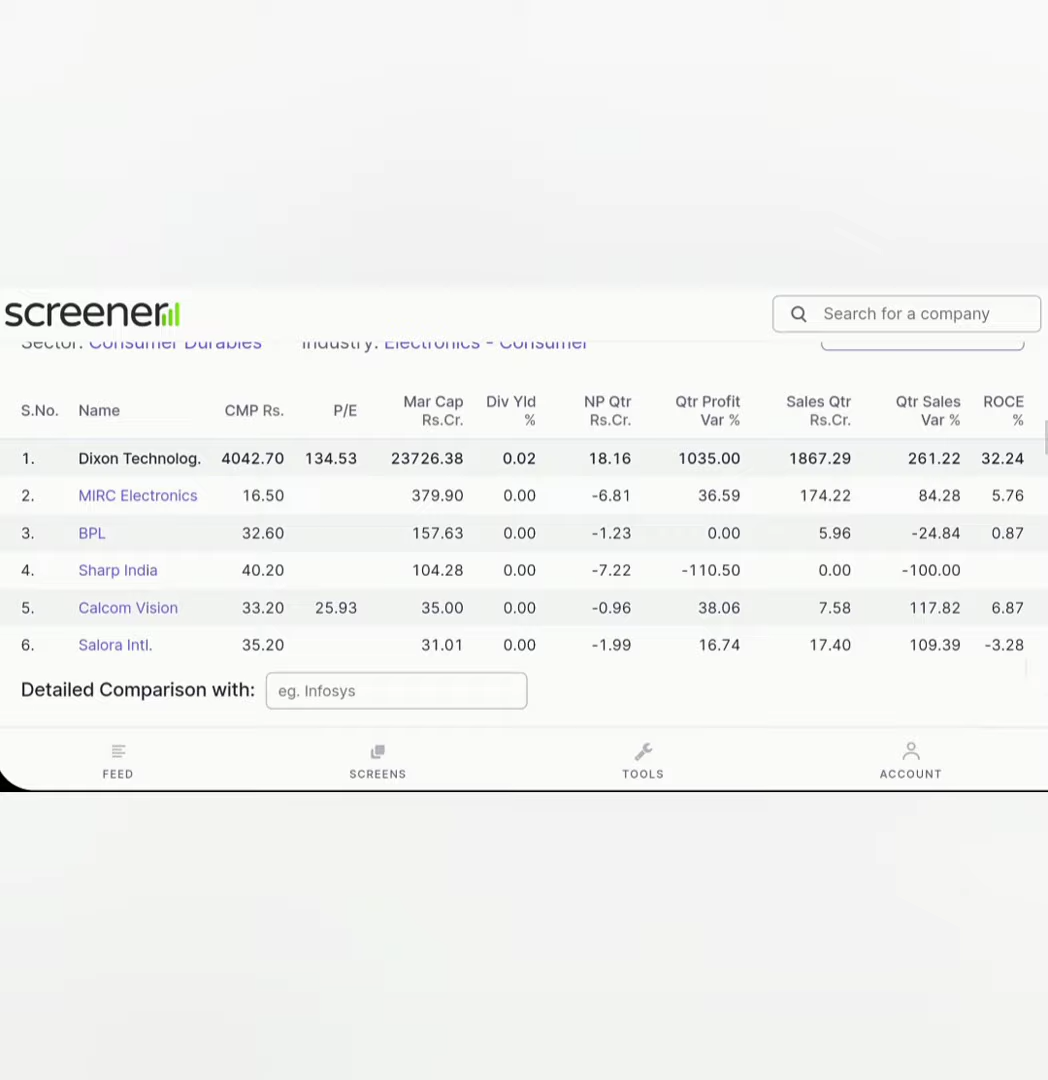 screener
Search for a company
Sector: Consumer Durables Industry: Electronics - Consumer
S.No. Name CMP Rs. P/E Mar Cap Rs.Cr. Div Yld % NP Qtr Rs.Cr. Qtr Profit Var % Sales Qtr Rs.Cr. Qtr Sales Var % ROCE %
1. Dixon Technolog. 4042.70 134.53 23726.38 0.02 18.16 1035.00 1867.29 261.22 32.24
2. MIRC Electronics 16.50 379.90 0.00 -6.81 36.59 174.22 84.28 5.76
3. BPL 32.60 157.63 0.00 -1.23 0.00 5.96 -24.84 0.87
4. Sharp India 40.20 104.28 0.00 -7.22 -110.50 0.00 -100.00
5. Calcom Vision 33.20 25.93 35.00 0.00 -0.96 38.06 7.58 117.82 6.87
6. Salora Intl. 35.20 31.01 0.00 -1.99 16.74 17.40 109.39 -3.28
Detailed Comparison with: eg. Infosys
FEED SCREENS TOOLS ACCOUNT